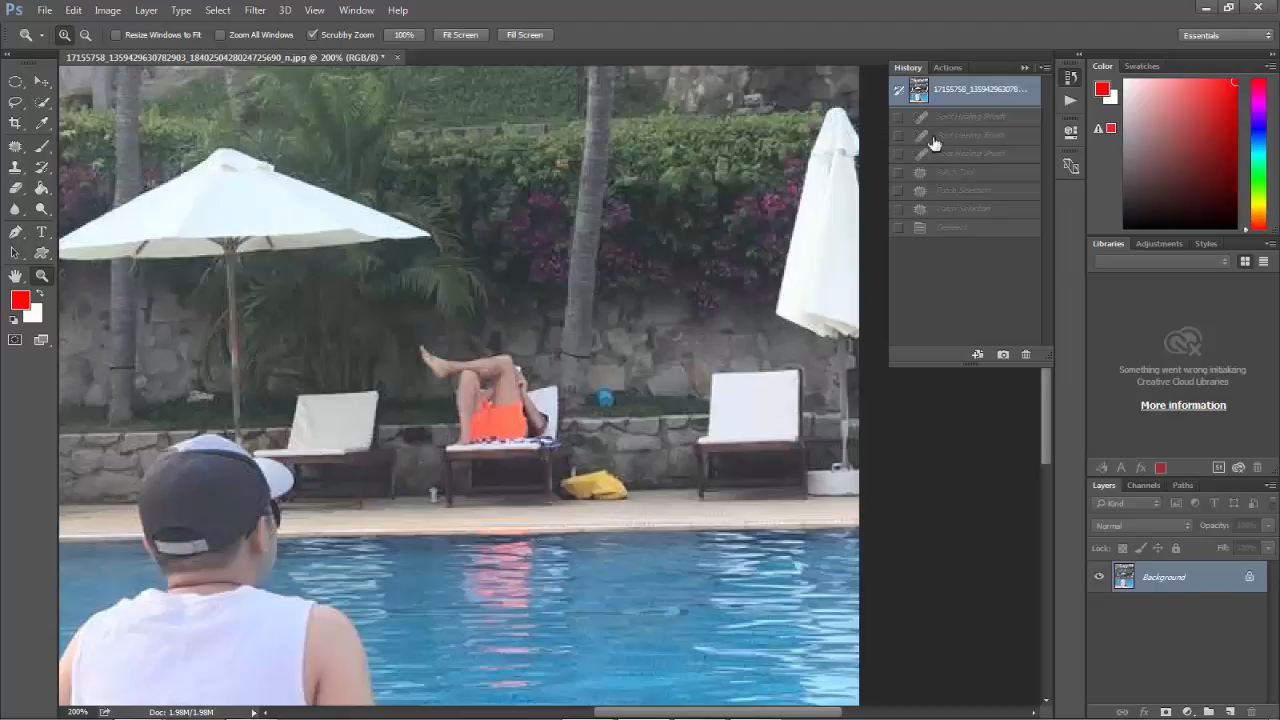 Ps File Edit Image Layer Type Select Filter 3D View Window Help
Resize Windows to Fit Zoom All Windows Scrubby Zoom 100% Fit Screen Fill Screen Essentials
17155758_1359429630782903_1840250428024725690_n.jpg @ 200% (RGB/8) * ×
History Actions
17155758_135942963078...
Spot Healing Brush
Spot Healing Brush
Spot Healing Brush
Patch Tool
Patch Selection
Patch Selection
Deselect
Color Swatches
Libraries Adjustments Styles
Something went wrong initializing
Creative Cloud Libraries
More information
Layers Channels Paths
Kind
Normal Opacity: 100%
Lock: Fill: 100%
Background
200% Doc: 1.98M/1.98M